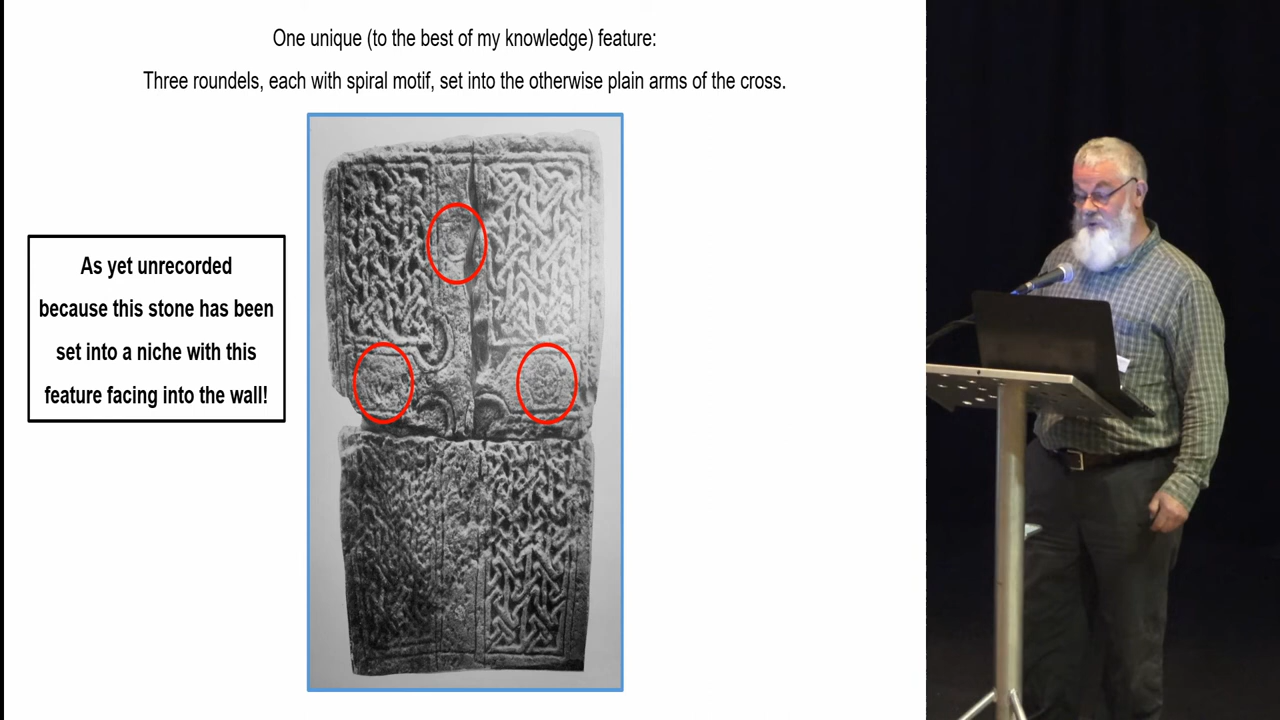 One unique (to the best of my knowledge) feature:
Three roundels, each with spiral motif, set into the otherwise plain arms of the cross.
As yet unrecorded
because this stone has been
set into a niche with this
feature facing into the wall!